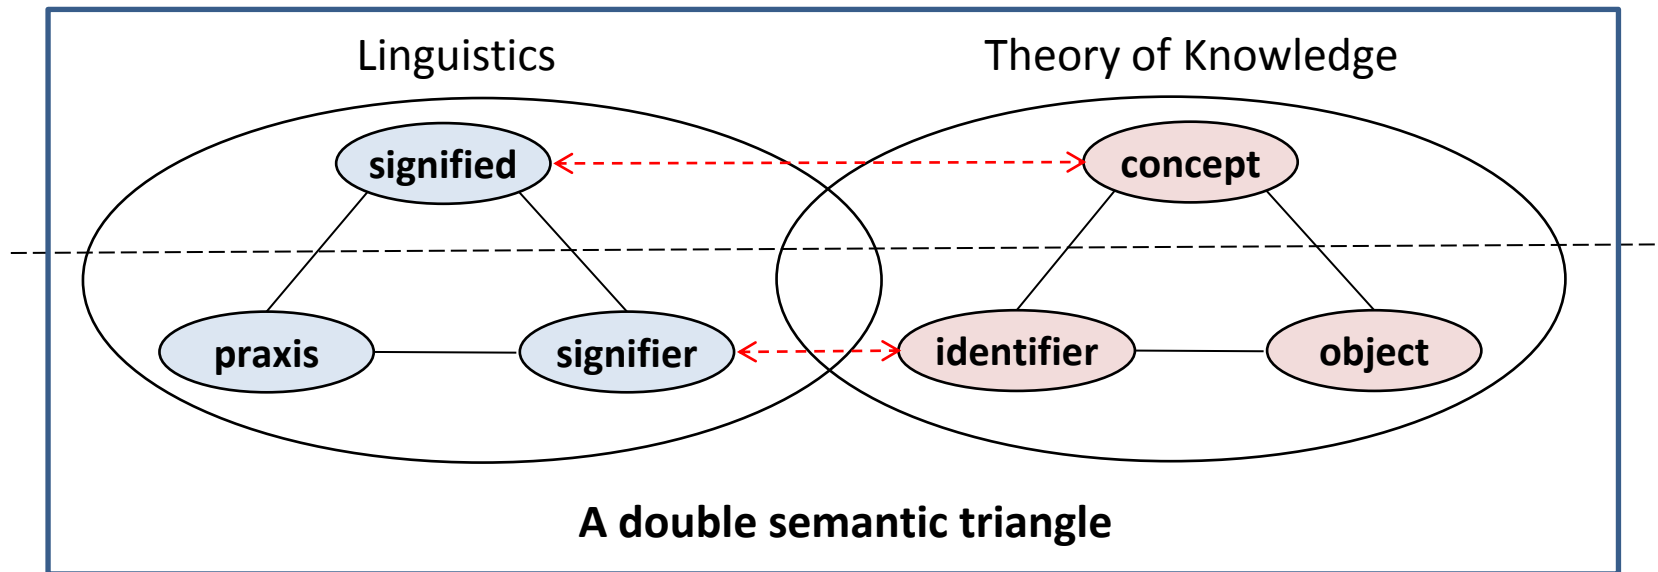 Linguistics
Theory of Knowledge
signified
concept
praxis
signifier
identifier
object
A double semantic triangle